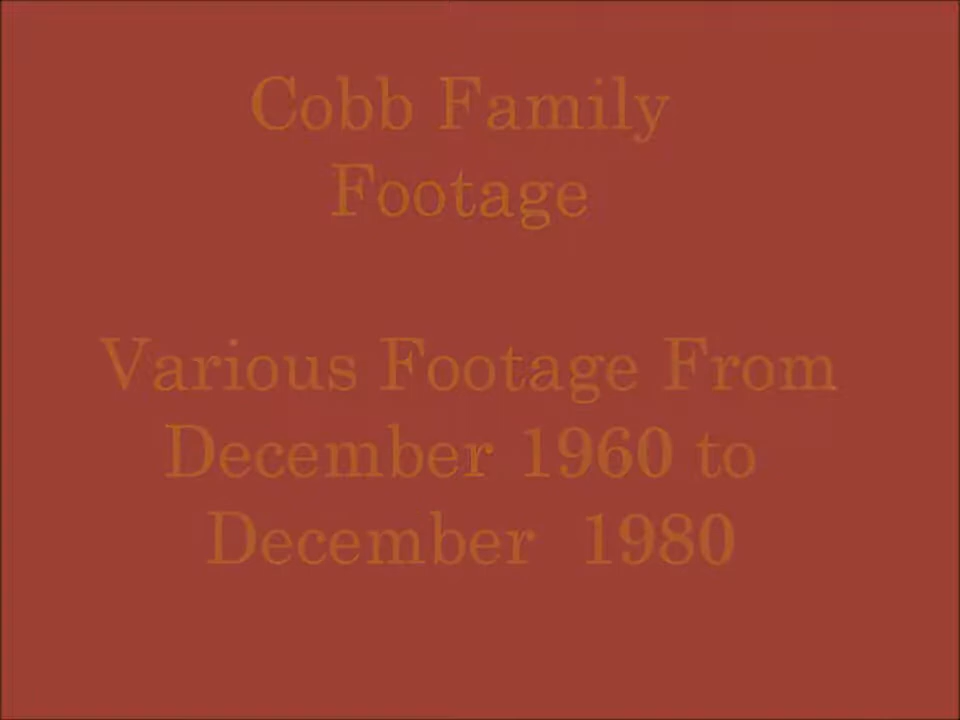 Cobb Family
Footage
Various Footage From
December 1960 to
December 1980